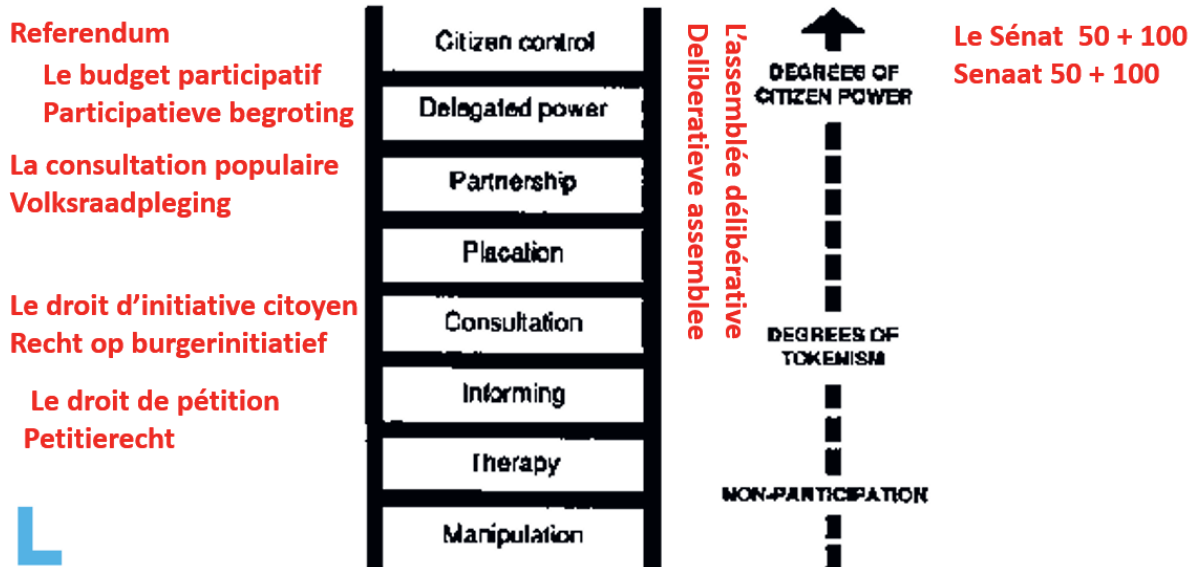 Referendum
Le budget participatif
Participatieve begroting
La consultation populaire
Volksraadpleging
Le droit d'initiative citoyen
Recht op burgerinitiatief
Le droit de pétition
Petitierecht
L
Citizen control
Delegated power
Partnership
Placation
Consultation
Informing
Therapy
Manipulation
L'assemblée délibérative
Deliberatieve assemblee
DEGREES OF
CITIZEN POWER
DEGREES OF
TOKENISM
NON-PARTICIPATION
Le Sénat 50 + 100
Senaat 50 + 100